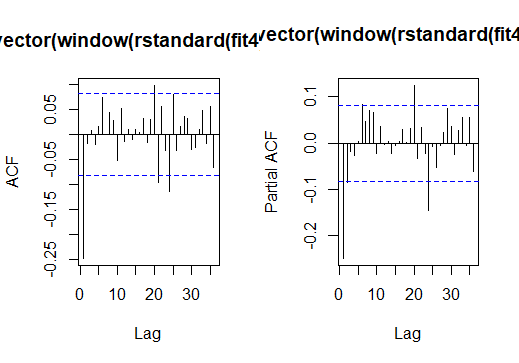 vector(window(rstandard(fit4
vector(window(rstandard(fit4
ACF
0.05
-0.05
-0.15
-0.25
0
10
20
30
Lag
Partial ACF
0.1
0.0
-0.1
-0.2
0
10
20
30
Lag